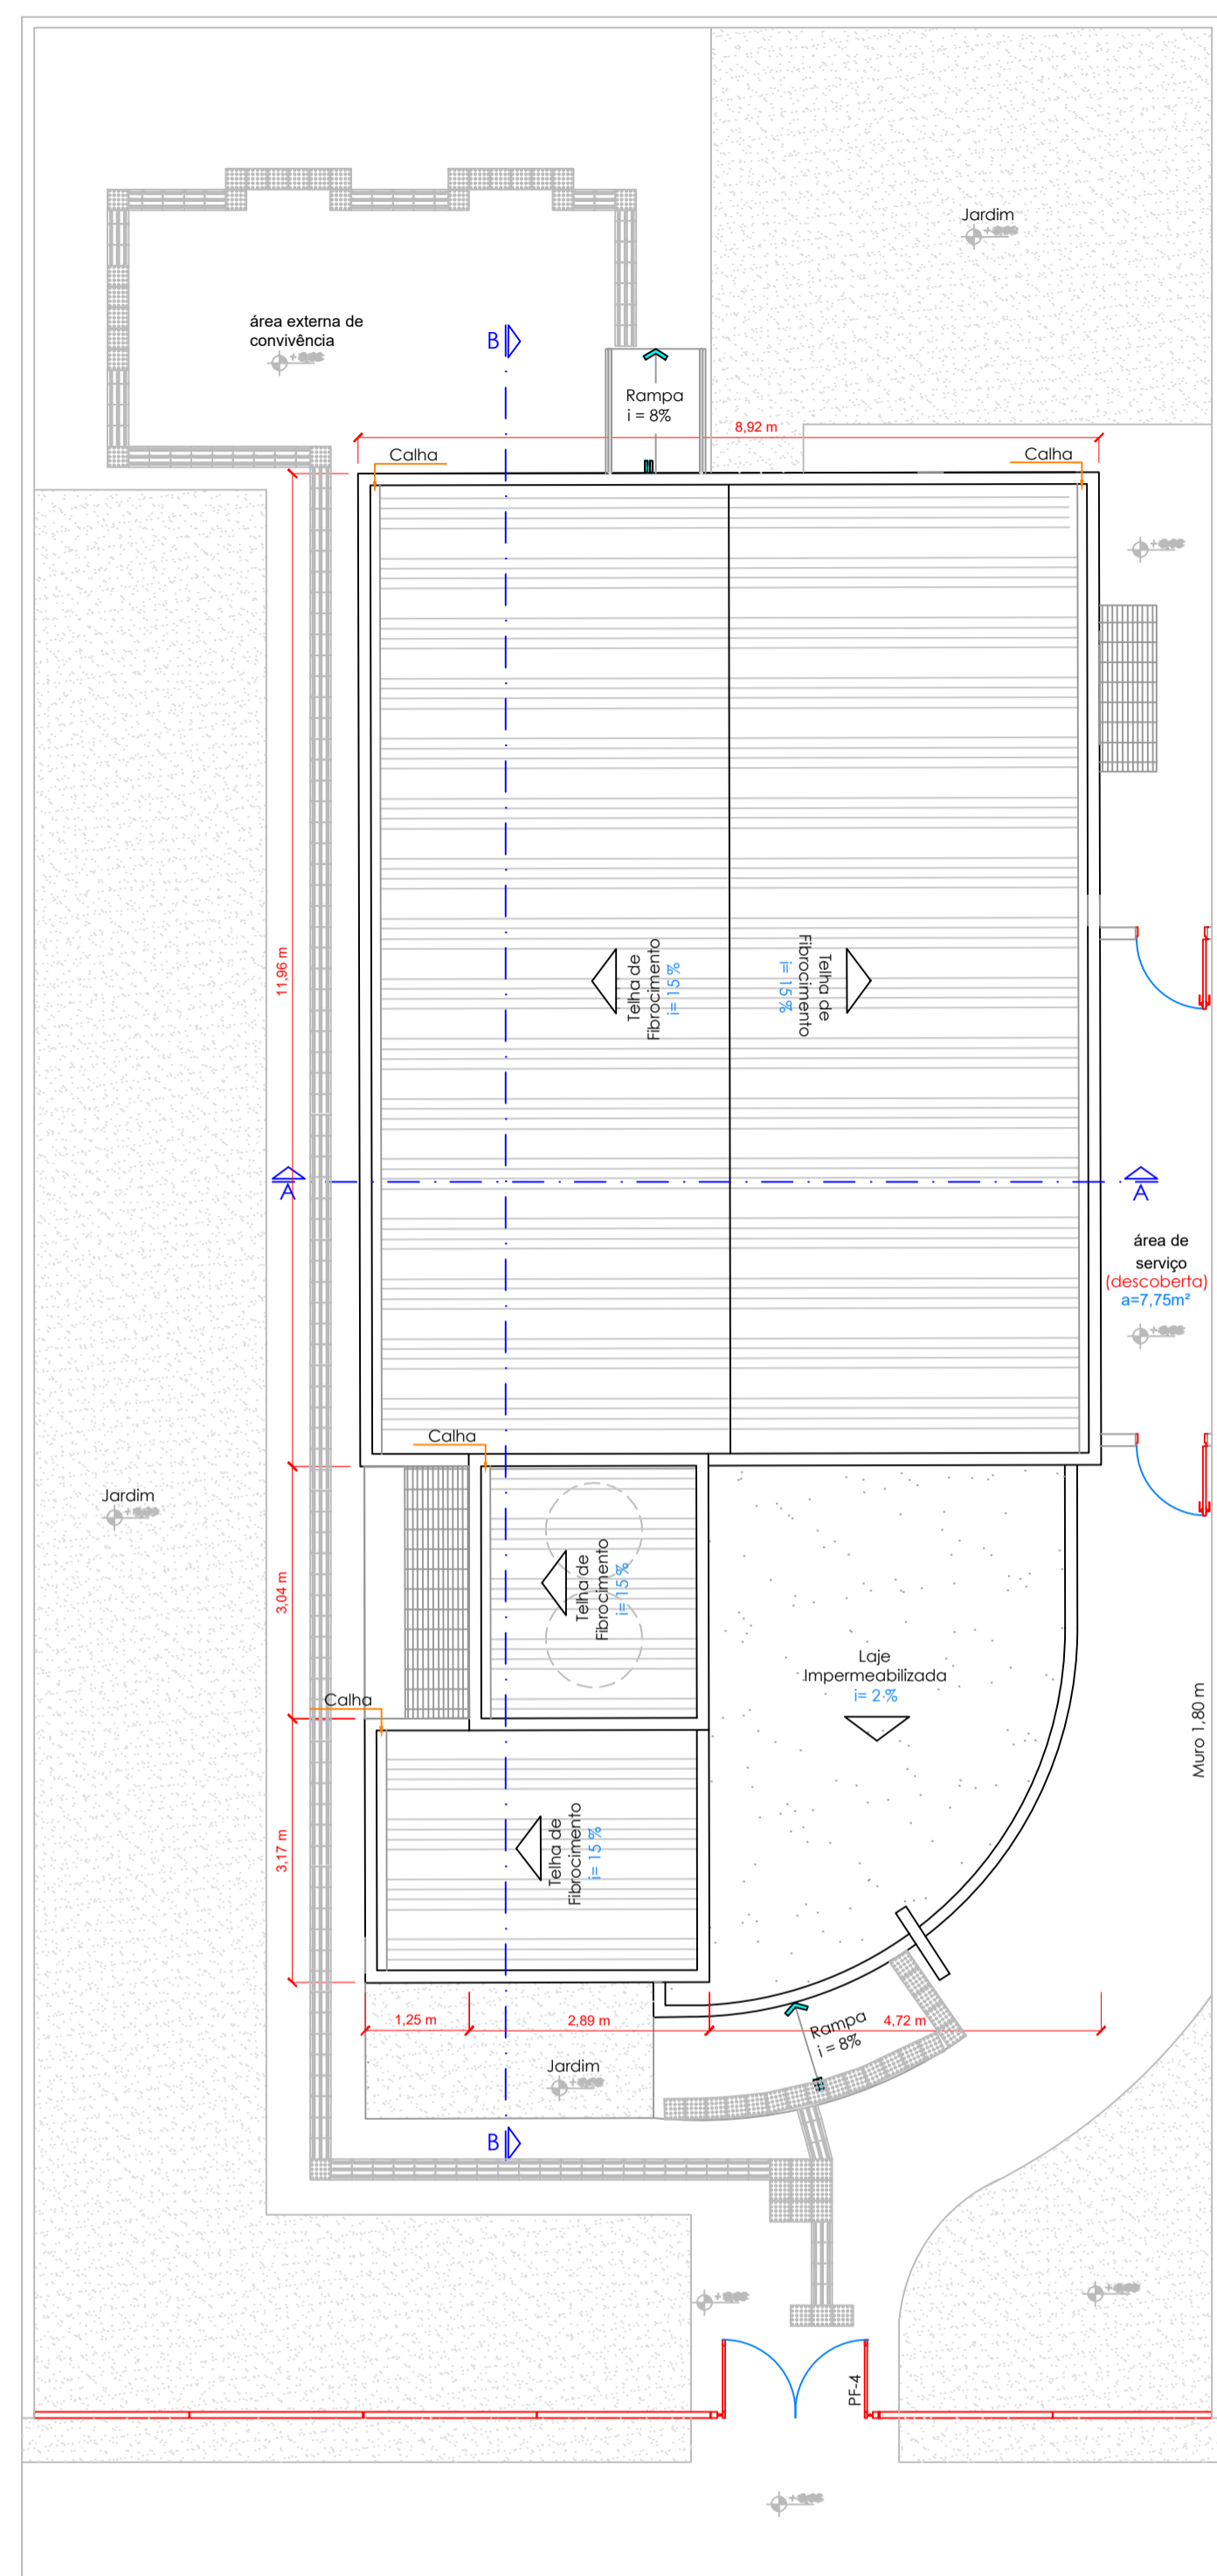 Jardim
área externa de
convivência
B
Rampa
i = 8%
8,92 m
Calha
Calha
11,96 m
Telha de
Fibrocimento
i= 15 %
Telha de
Fibrocimento
i= 15 %
A
A
área de
serviço
(descoberta)
a=7,75m²
Calha
Jardim
3,04 m
Telha de
Fibrocimento
i= 15 %
Laje
Impermeabilizada
i= 2 %
Muro 1,80 m
Calha
3,17 m
Telha de
Fibrocimento
i= 15 %
1,25 m
2,89 m
4,72 m
Rampa
i = 8%
Jardim
B
PF-4